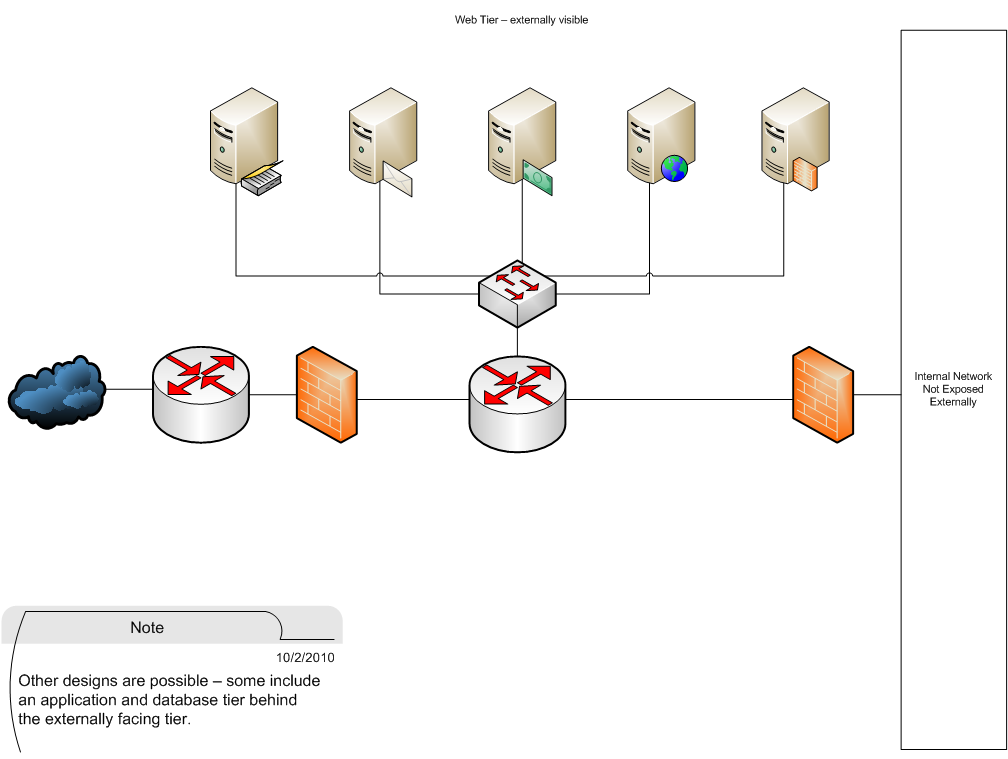 Web Tier – externally visible
Internal Network
Not Exposed
Externally
Note
10/2/2010
Other designs are possible – some include
an application and database tier behind
the externally facing tier.